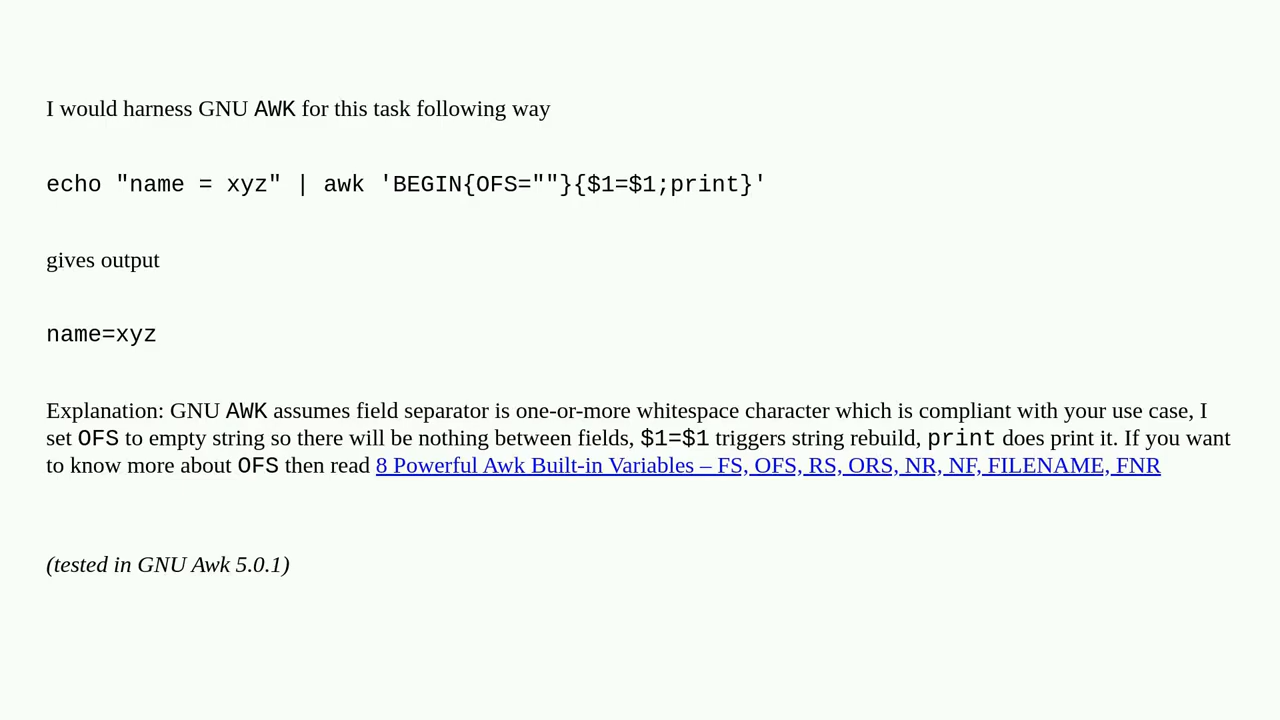 I would harness GNU AWK for this task following way
echo "name = xyz" | awk 'BEGIN{OFS=""}{$1=$1;print}'
gives output
name=xyz
Explanation: GNU AWK assumes field separator is one-or-more whitespace character which is compliant with your use case, I
set OFS to empty string so there will be nothing between fields, $1=$1 triggers string rebuild, print does print it. If you want
to know more about OFS then read 8 Powerful Awk Built-in Variables – FS, OFS, RS, ORS, NR, NF, FILENAME, FNR
(tested in GNU Awk 5.0.1)